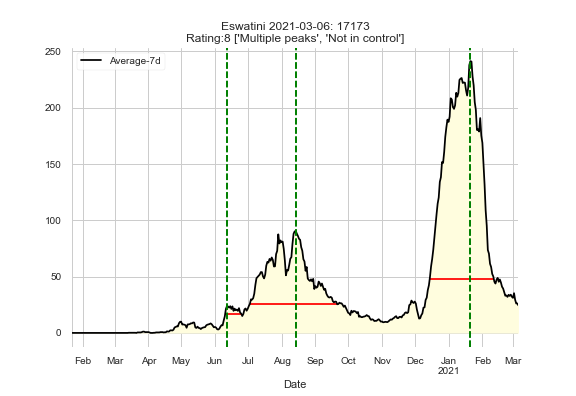 Eswatini 2021-03-06: 17173
Rating:8 ['Multiple peaks', 'Not in control']
Average-7d
250
200
150
100
50
0
Feb Mar Apr May Jun Jul Aug Sep Oct Nov Dec Jan Feb Mar
2021
Date